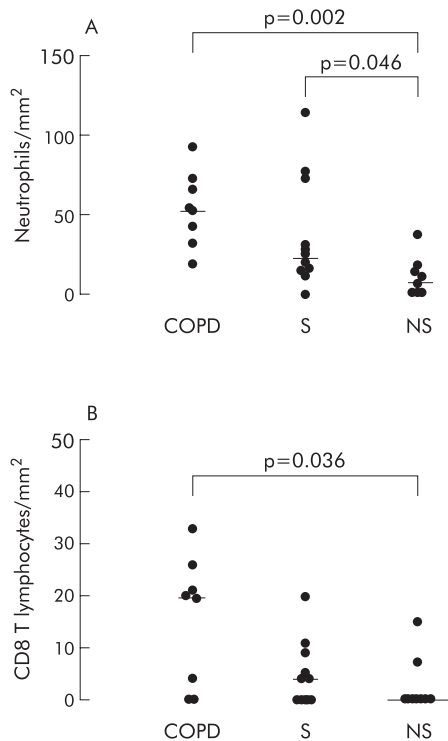 A
p=0.002
p=0.046
150
100
50
0
Neutrophils/mm²
COPD S NS
B
p=0.036
50
40
30
20
10
0
CD8 T lymphocytes/mm²
COPD S NS